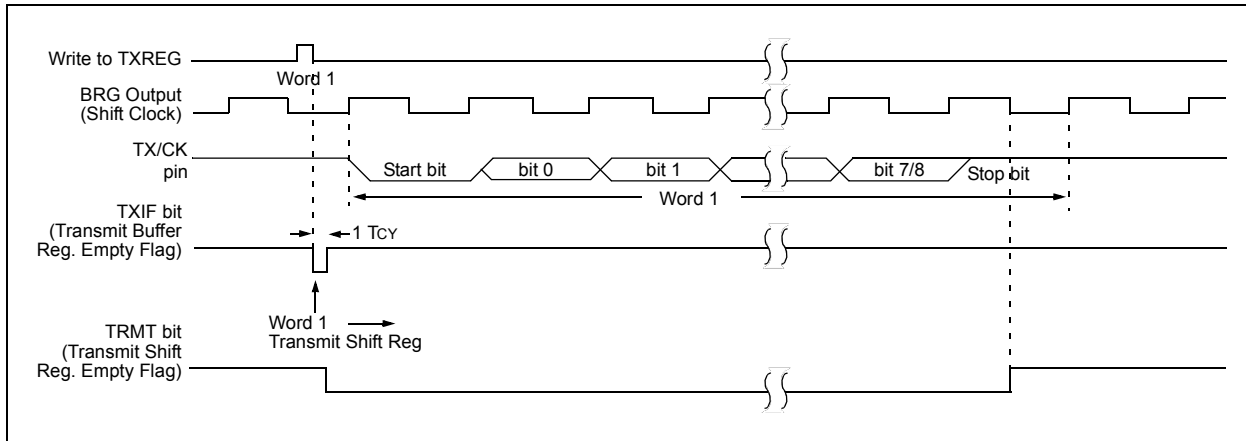 Write to TXREG
Word 1
BRG Output
(Shift Clock)
TX/CK
pin
Start bit
bit 0
bit 1
bit 7/8
Stop bit
Word 1
TXIF bit
(Transmit Buffer
Reg. Empty Flag)
1 TCY
Word 1
Transmit Shift Reg
TRMT bit
(Transmit Shift
Reg. Empty Flag)